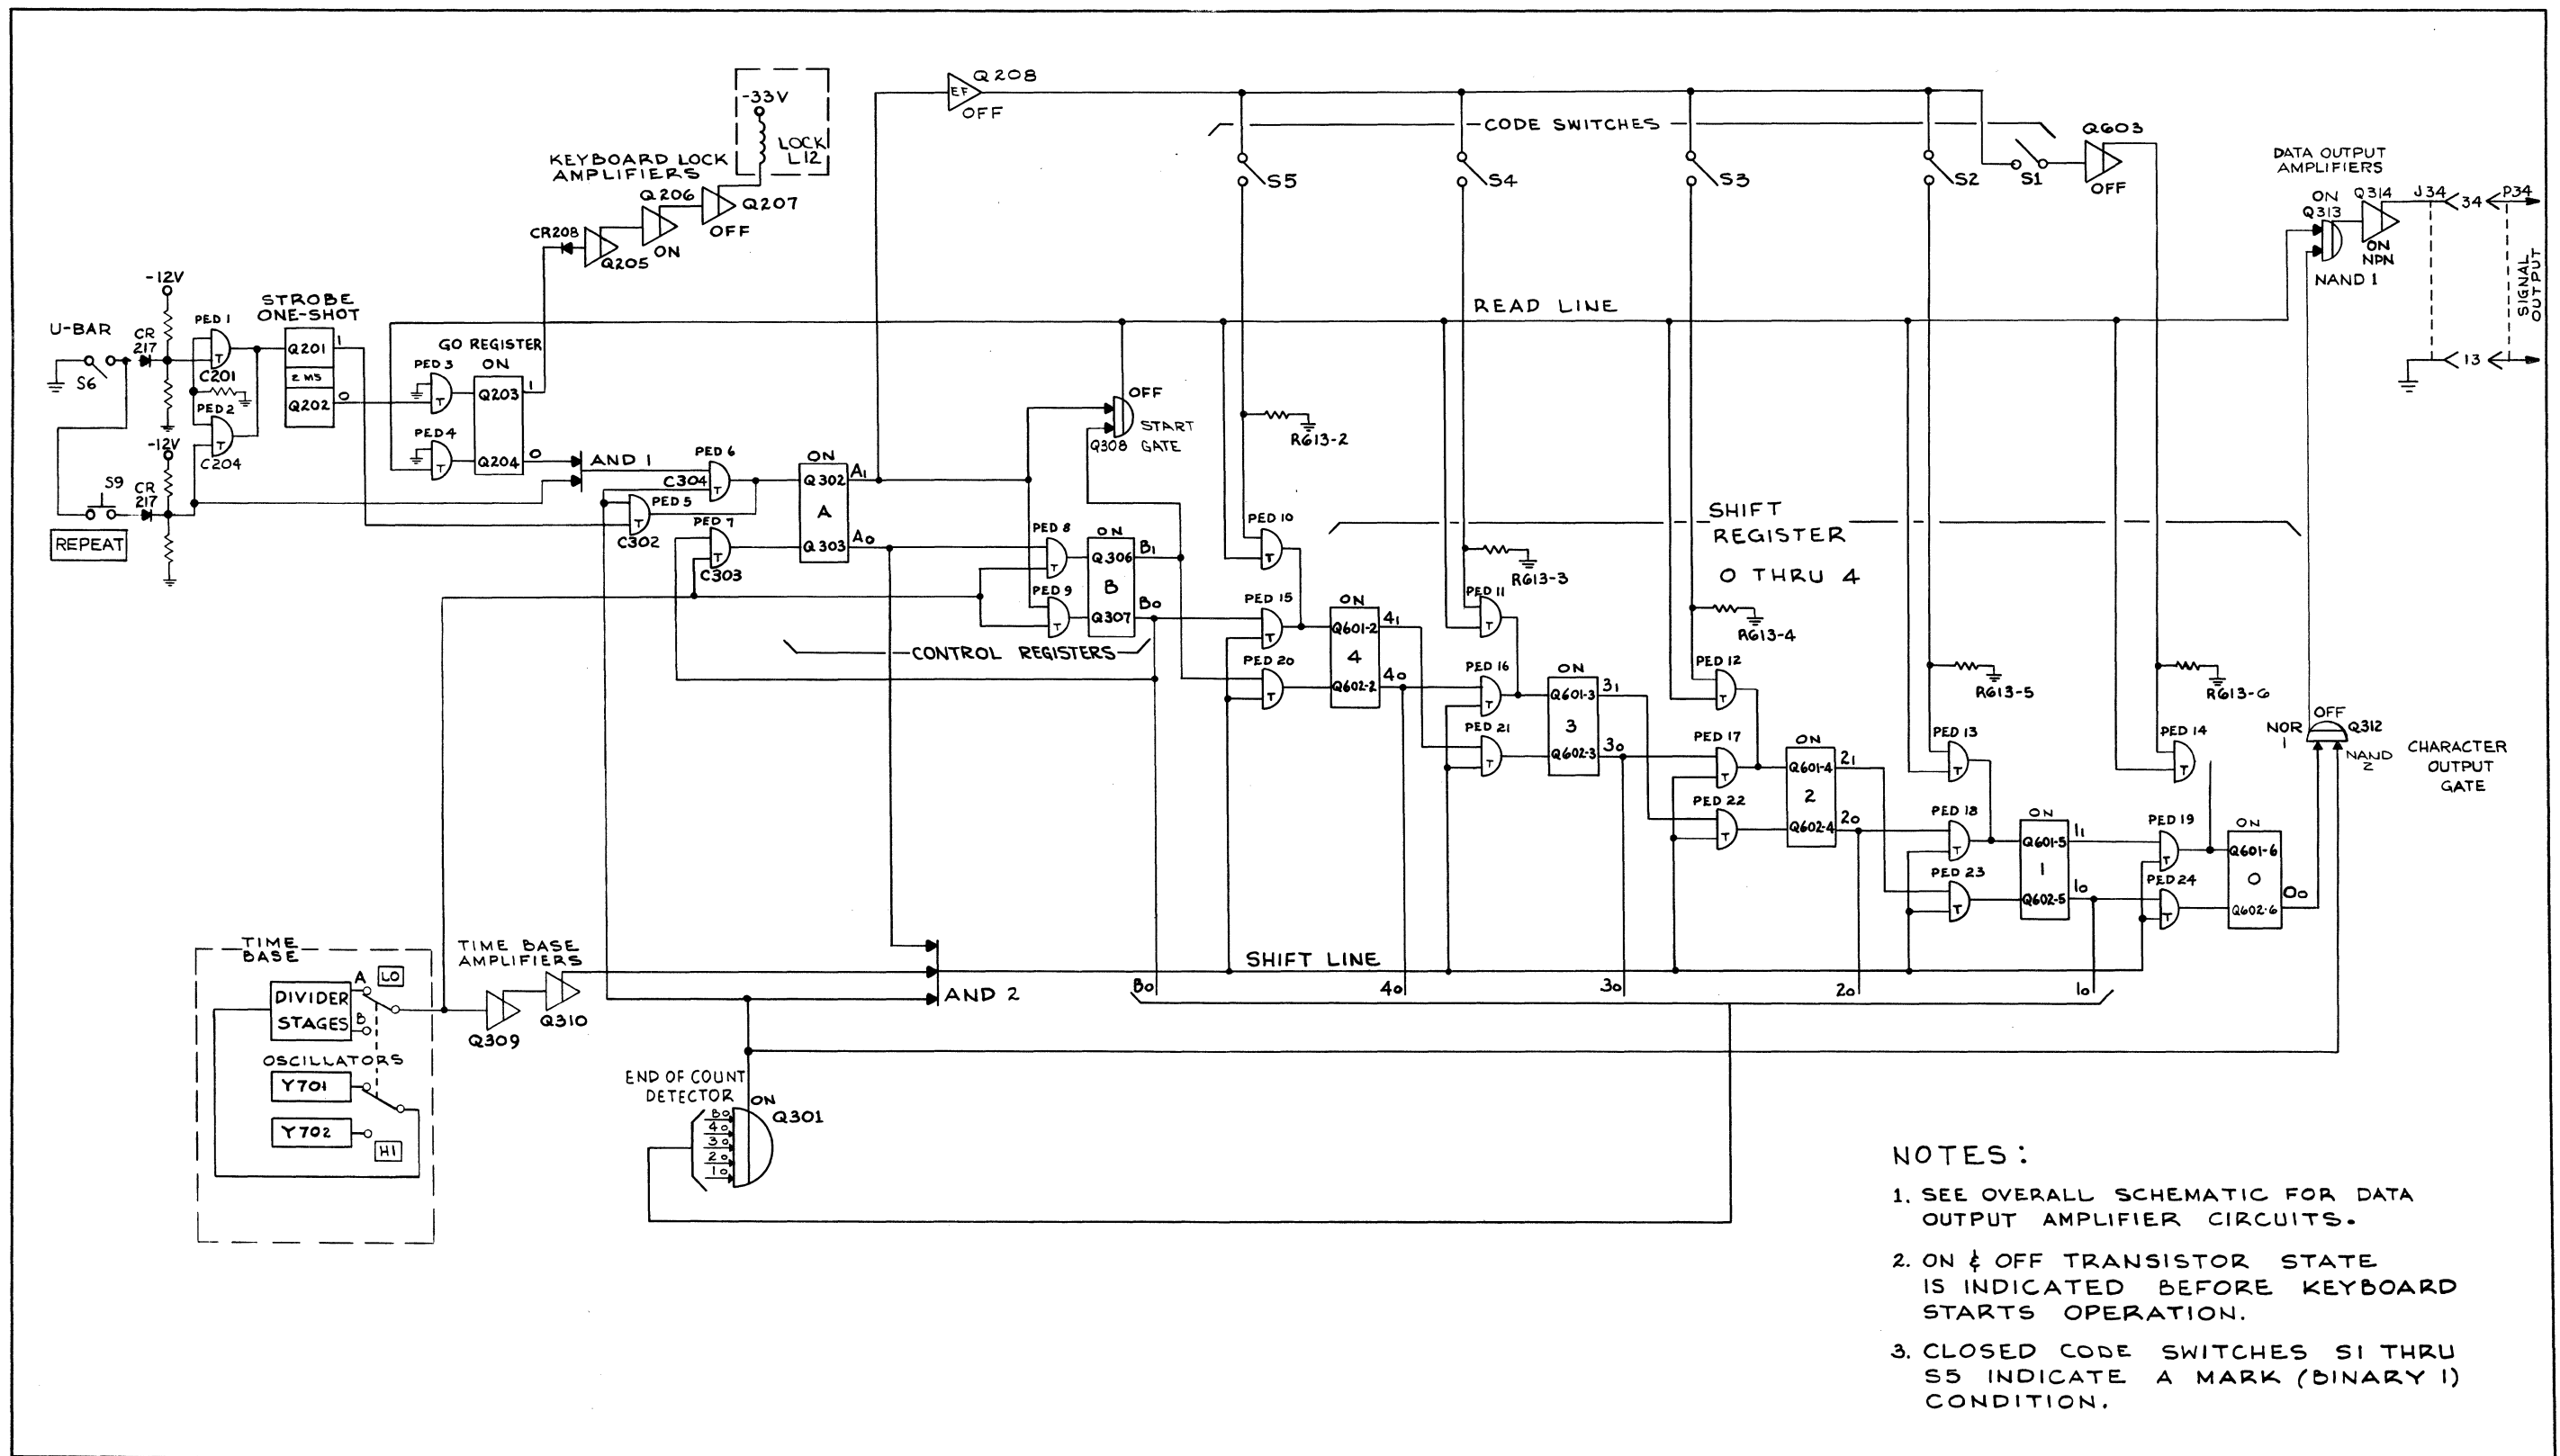 Q208
EF
OFF
-33V
LOCK
L12
KEYBOARD LOCK
AMPLIFIERS
Q206
ON
Q207
OFF
CR208
Q205
CODE SWITCHES
S5
S4
S3
S2
S1
Q603
OFF
DATA OUTPUT
AMPLIFIERS
ON
Q313
Q314
ON
NPN
NAND 1
J34
34
P34
SIGNAL
OUTPUT
13
READ LINE
U-BAR
S6
CR
217
-12V
PED 1
T
C201
PED 2
T
C204
-12V
S9
CR
217
REPEAT
STROBE
ONE-SHOT
Q201
1
2 MS
Q202
0
GO REGISTER
ON
PED 3
T
Q203
1
PED 4
T
Q204
0
AND 1
PED 6
C304
T
PED 5
T
C302
PED 7
T
C303
ON
Q302
A1
A
Q303
A0
OFF
Q308
START
GATE
PED 8
T
PED 9
T
ON
Q306
B1
B
Q307
B0
CONTROL REGISTERS
R613-2
R613-3
R613-4
R613-5
R613-6
SHIFT
REGISTER
0 THRU 4
PED 10
T
PED 15
T
PED 20
T
ON
Q601-2
41
4
Q602-2
40
PED 11
T
PED 16
T
PED 21
T
ON
Q601-3
31
3
Q602-3
30
PED 12
T
PED 17
T
PED 22
T
ON
Q601-4
21
2
Q602-4
20
PED 13
T
PED 18
T
PED 23
T
ON
Q601-5
11
1
Q602-5
10
PED 14
T
PED 19
T
PED 24
T
ON
Q601-6
0
Q602-6
00
OFF
NOR
1
Q312
NAND
2
CHARACTER
OUTPUT
GATE
TIME
BASE
DIVIDER
STAGES
A
LO
B
OSCILLATORS
Y701
Y702
HI
TIME BASE
AMPLIFIERS
Q309
Q310
AND 2
SHIFT LINE
B0
40
30
20
10
END OF COUNT
DETECTOR
ON
Q301
B0
40
30
20
10
NOTES:
1. SEE OVERALL SCHEMATIC FOR DATA
OUTPUT AMPLIFIER CIRCUITS.
2. ON & OFF TRANSISTOR STATE
IS INDICATED BEFORE KEYBOARD
STARTS OPERATION.
3. CLOSED CODE SWITCHES S1 THRU
S5 INDICATE A MARK (BINARY 1)
CONDITION.